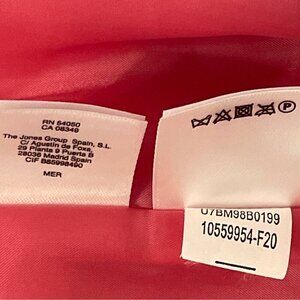 RN 54050
CA 08349
The Jones Group Spain, S.L.
C/ Agustin de Foxa,
29 Planta 9 Puerta B
28036 Madrid Spain
CIF B85998490
MER
P
U7BM98B0199
10559954-F20